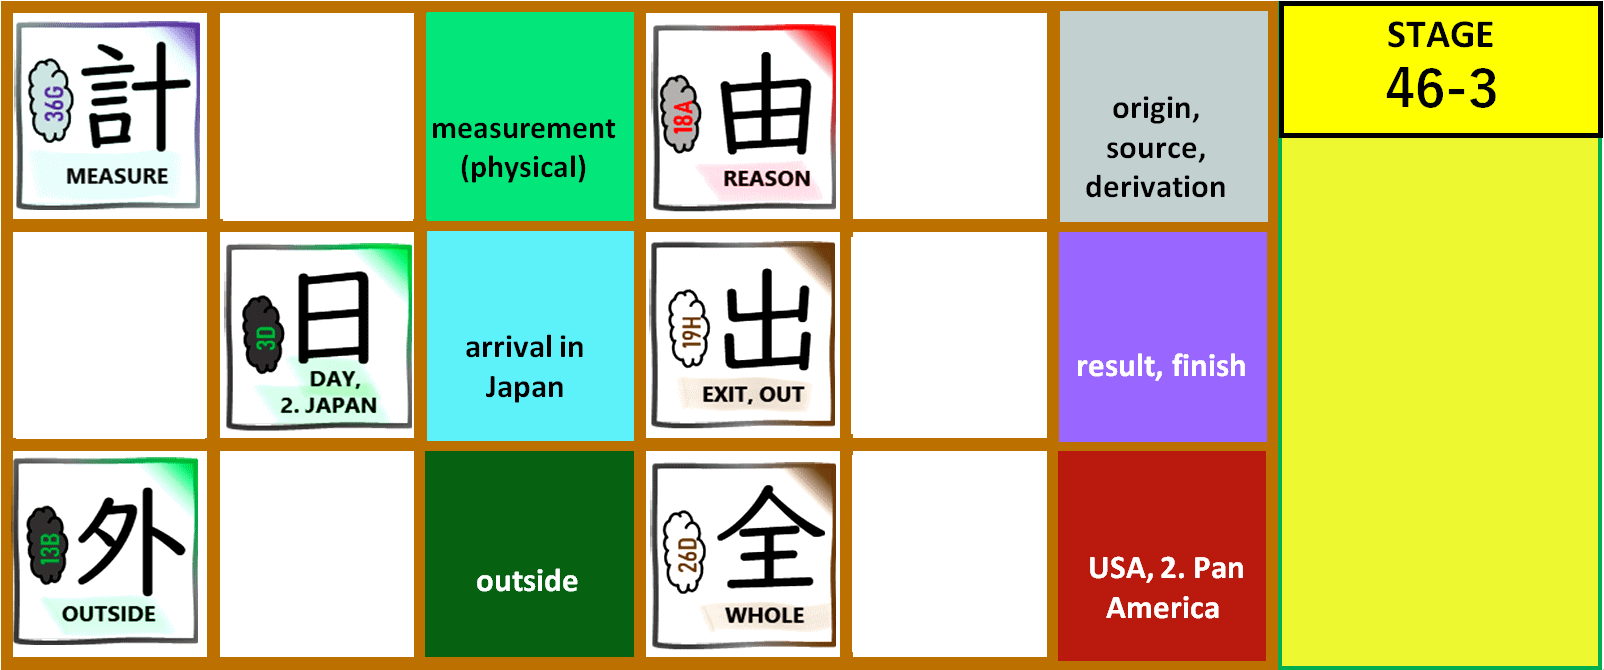 計
36G
MEASURE
measurement
(physical)
由
18A
REASON
origin,
source,
derivation
STAGE
46-3
日
3D
DAY,
2. JAPAN
arrival in
Japan
出
19H
EXIT, OUT
result, finish
外
13B
OUTSIDE
outside
全
26D
WHOLE
USA, 2. Pan
America